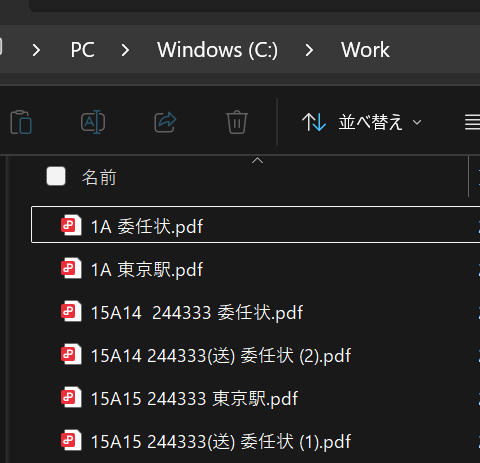 PC > Windows (C:) > Work
並べ替え
名前
1A 委任状.pdf
1A 東京駅.pdf
15A14  244333 委任状.pdf
15A14 244333(送) 委任状 (2).pdf
15A15 244333 東京駅.pdf
15A15 244333(送) 委任状 (1).pdf